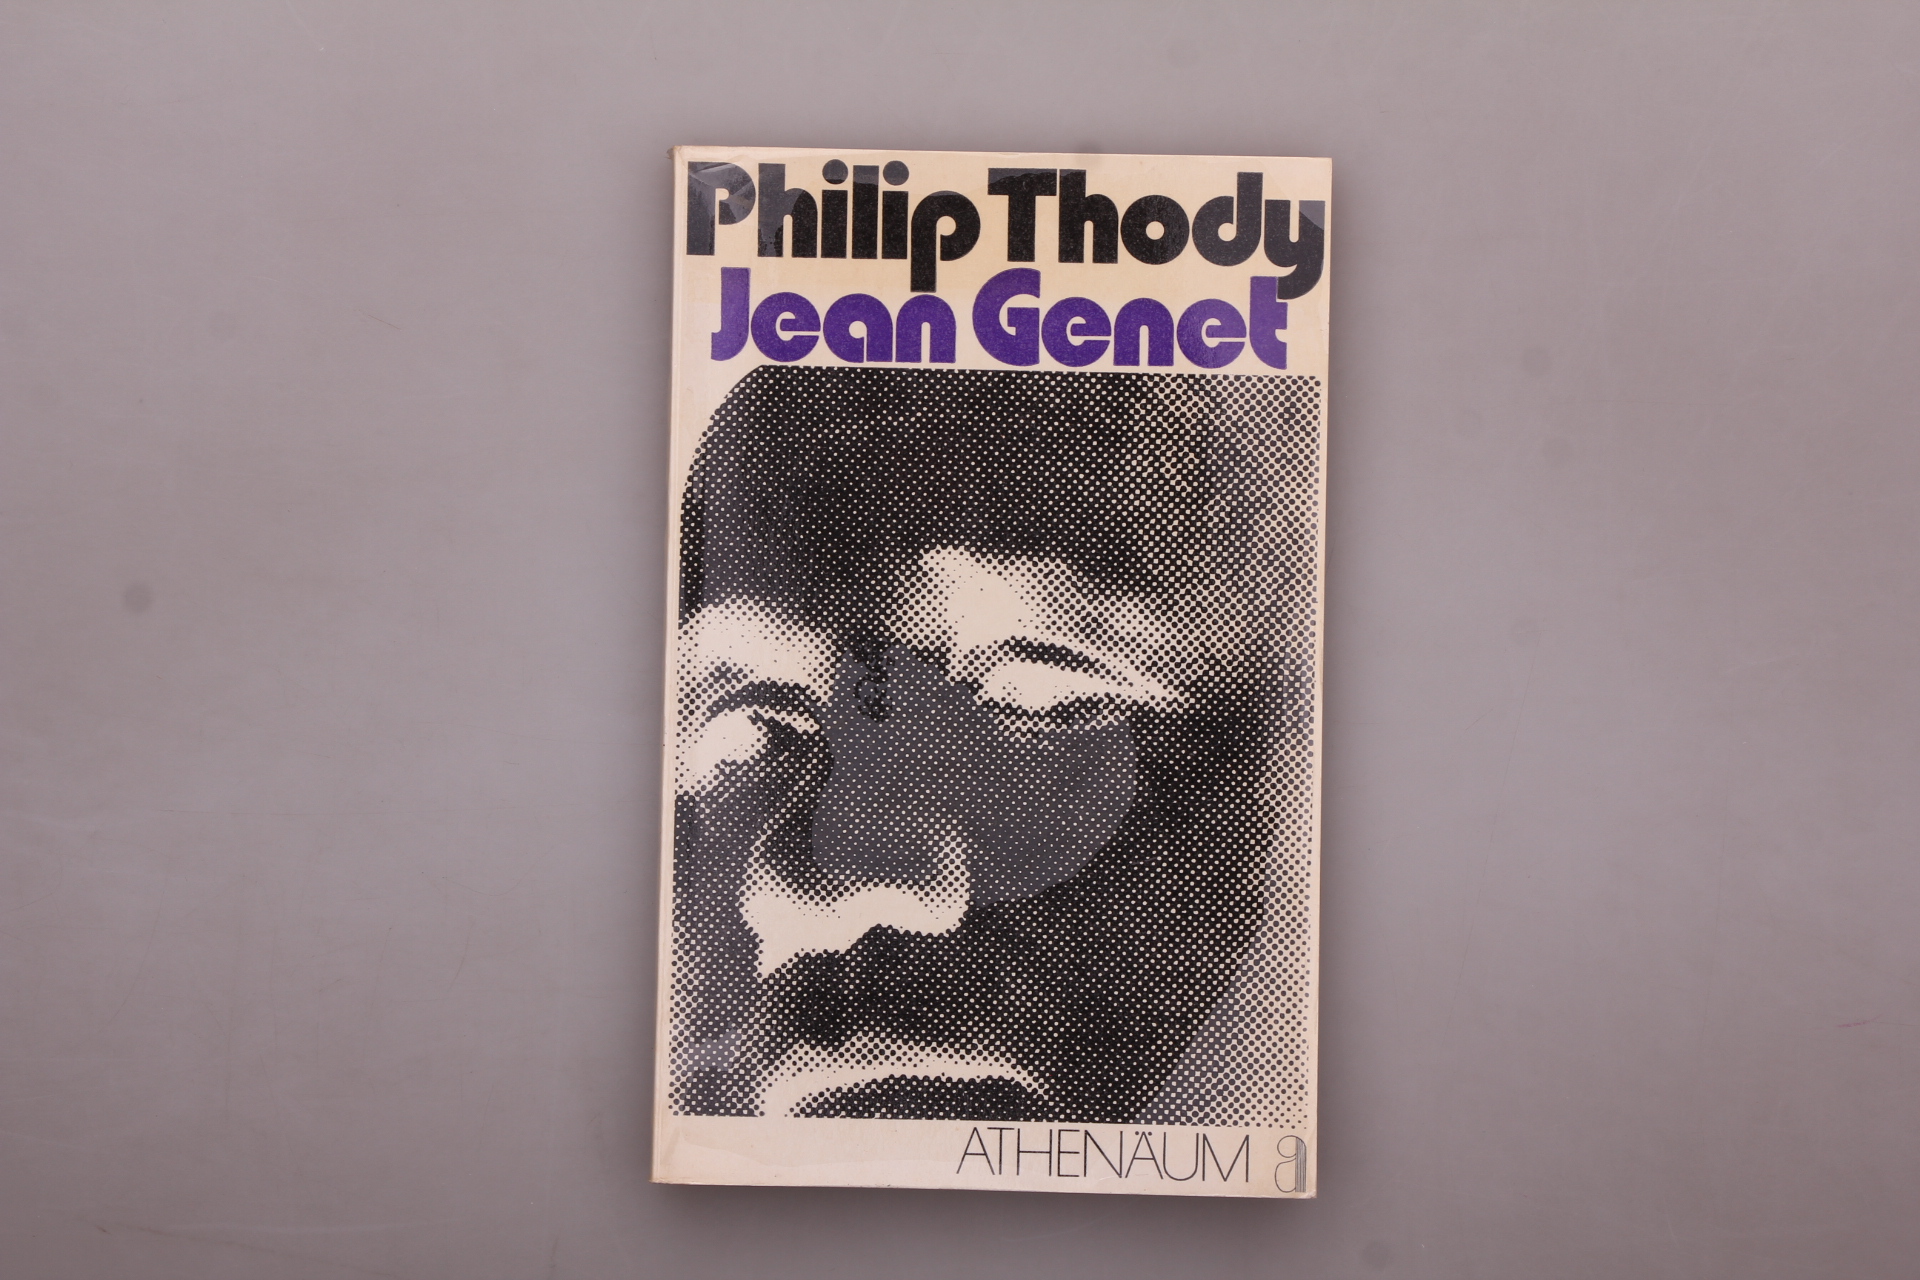 Philip Thody
Jean Genet
ATHENÄUM a